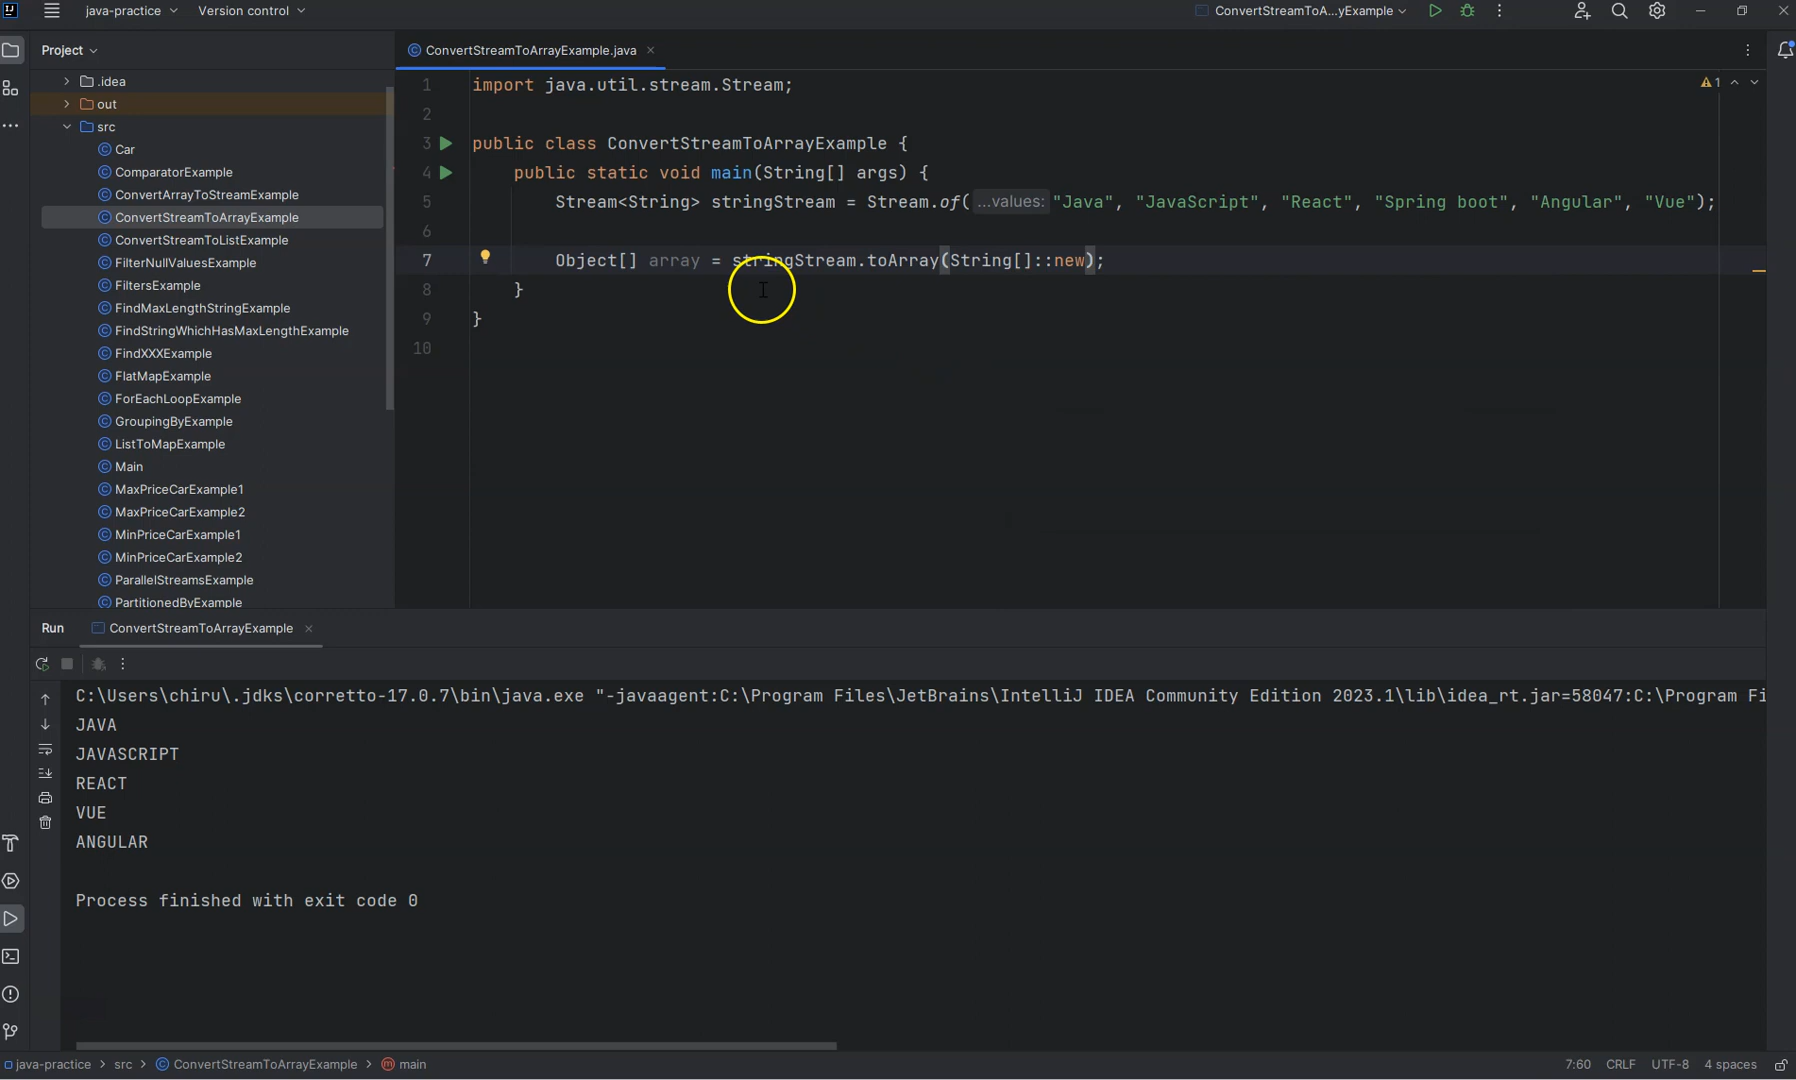 java-practice Version control ConvertStreamToA...yExample
Project ConvertStreamToArrayExample.java
.idea
out
src
Car
ComparatorExample
ConvertArrayToStreamExample
ConvertStreamToArrayExample
ConvertStreamToListExample
FilterNullValuesExample
FiltersExample
FindMaxLengthStringExample
FindStringWhichHasMaxLengthExample
FindXXXExample
FlatMapExample
ForEachLoopExample
GroupingByExample
ListToMapExample
Main
MaxPriceCarExample1
MaxPriceCarExample2
MinPriceCarExample1
MinPriceCarExample2
ParallelStreamsExample
PartitionedByExample
1 import java.util.stream.Stream; 1
2
3 public class ConvertStreamToArrayExample {
4 public static void main(String[] args) {
5 Stream<String> stringStream = Stream.of( ...values: "Java", "JavaScript", "React", "Spring boot", "Angular", "Vue");
6
7 Object[] array = stringStream.toArray(String[]::new);
8 }
9 }
10
Run ConvertStreamToArrayExample
C:\Users\chiru\.jdks\corretto-17.0.7\bin\java.exe "-javaagent:C:\Program Files\JetBrains\IntelliJ IDEA Community Edition 2023.1\lib\idea_rt.jar=58047:C:\Program Fi
JAVA
JAVASCRIPT
REACT
VUE
ANGULAR
Process finished with exit code 0
java-practice > src > ConvertStreamToArrayExample > main 7:60 CRLF UTF-8 4 spaces